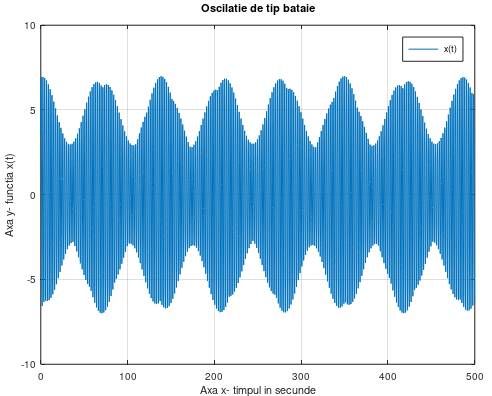 Oscilatie de tip bataie
x(t)
10
5
0
-5
-10
Axa y- functia x(t)
0
100
200
300
400
500
Axa x- timpul in secunde